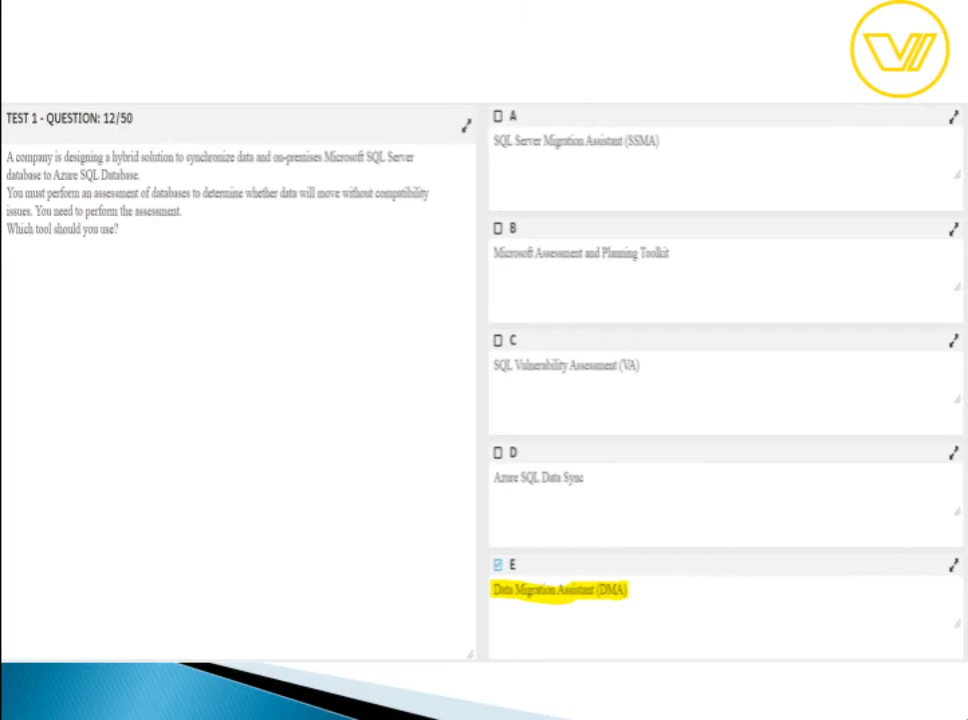 TEST 1 - QUESTION: 12/50
A company is designing a hybrid solution to synchronize data and on-premises Microsoft SQL Server
database to Azure SQL Database.
You must perform an assessment of databases to determine whether data will move without compatibility
issues. You need to perform the assessment.
Which tool should you use?
A
SQL Server Migration Assistant (SSMA)
B
Microsoft Assessment and Planning Toolkit
C
SQL Vulnerability Assessment (VA)
D
Azure SQL Data Sync
E
Data Migration Assistant (DMA)